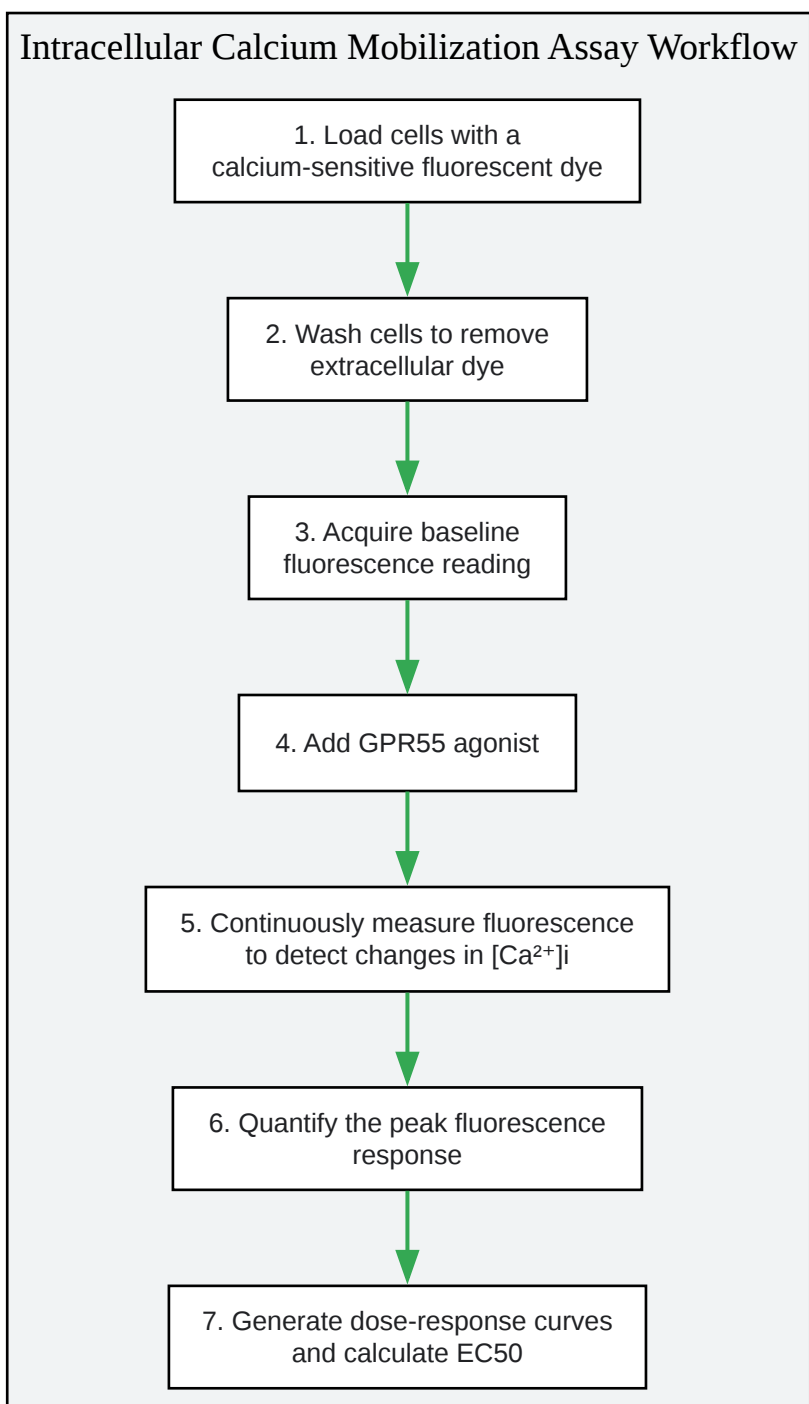 Intracellular Calcium Mobilization Assay Workflow
1. Load cells with a
calcium-sensitive fluorescent dye
2. Wash cells to remove
extracellular dye
3. Acquire baseline
fluorescence reading
4. Add GPR55 agonist
5. Continuously measure fluorescence
to detect changes in [Ca²⁺]i
6. Quantify the peak fluorescence
response
7. Generate dose-response curves
and calculate EC50